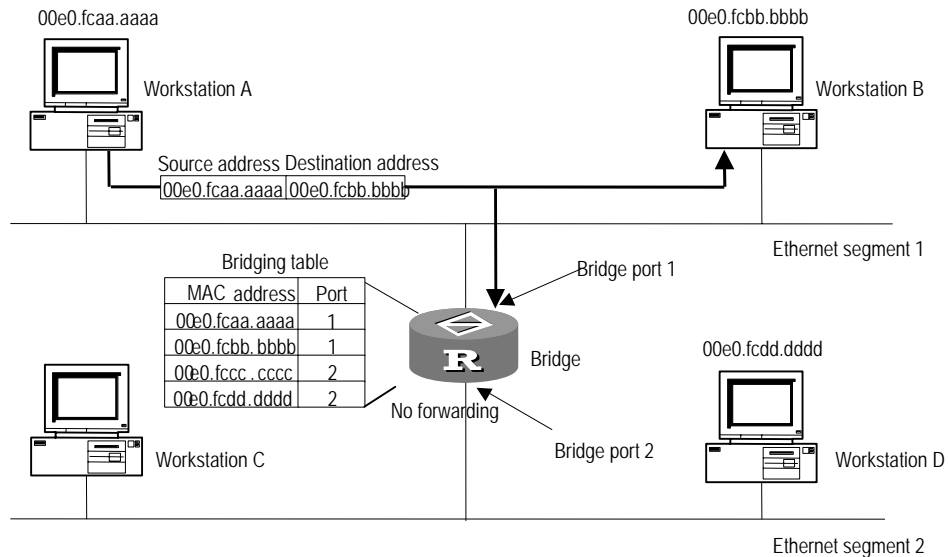 00e0.fcaa.aaaa
00e0.fcbb.bbbb
Workstation A
Workstation B
Source address Destination address
00e0.fcaa.aaaa 00e0.fcbb.bbbb
Ethernet segment 1
Bridging table
Bridge port 1
MAC address Port
00e0.fcaa.aaaa 1
00e0.fcbb.bbbb 1
00e0.fccc.cccc 2
00e0.fcdd.dddd 2
R
Bridge
00e0.fcdd.dddd
No forwarding
Bridge port 2
Workstation C
Workstation D
Ethernet segment 2